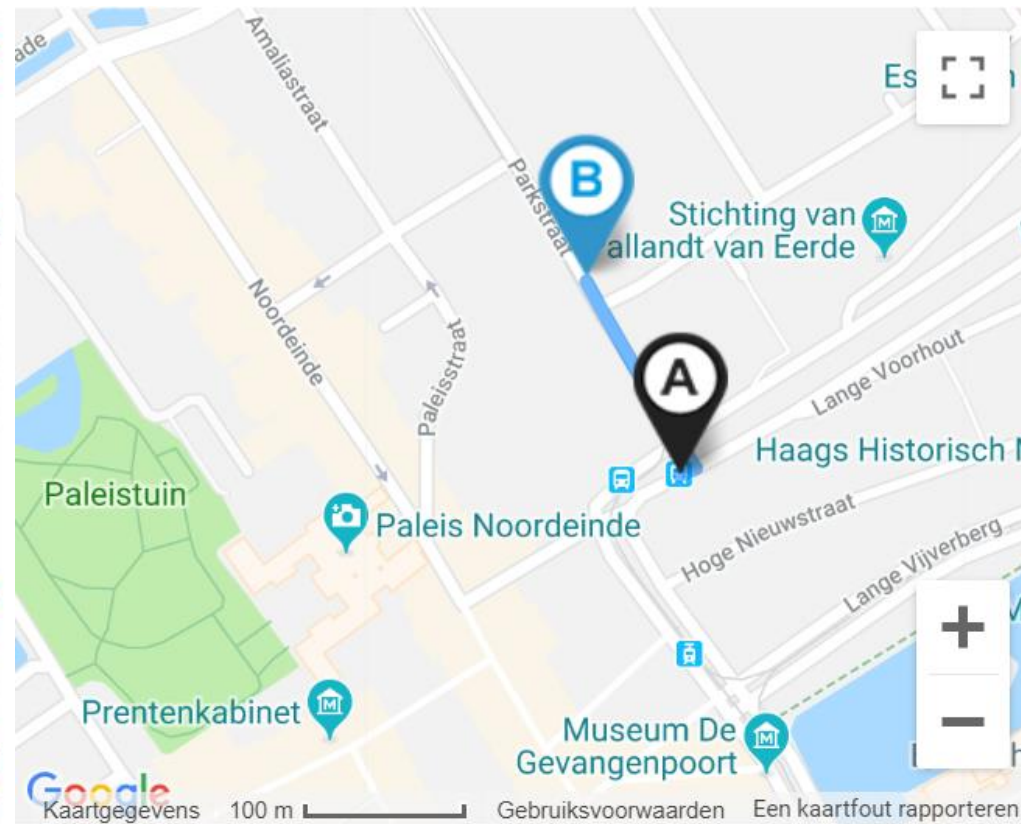 ade
Amaliastraat
Es
Parkstraat
B
Stichting van
allandt van Eerde
Noordeinde
Paleisstraat
A
Lange Voorhout
Haags Historisch M
Paleistuin
Paleis Noordeinde
Hoge Nieuwstraat
Lange Vijverberg
+
Prentenkabinet
Museum De
Gevangenpoort
−
Google
Kaartgegevens 100 m Gebruiksvoorwaarden Een kaartfout rapporteren